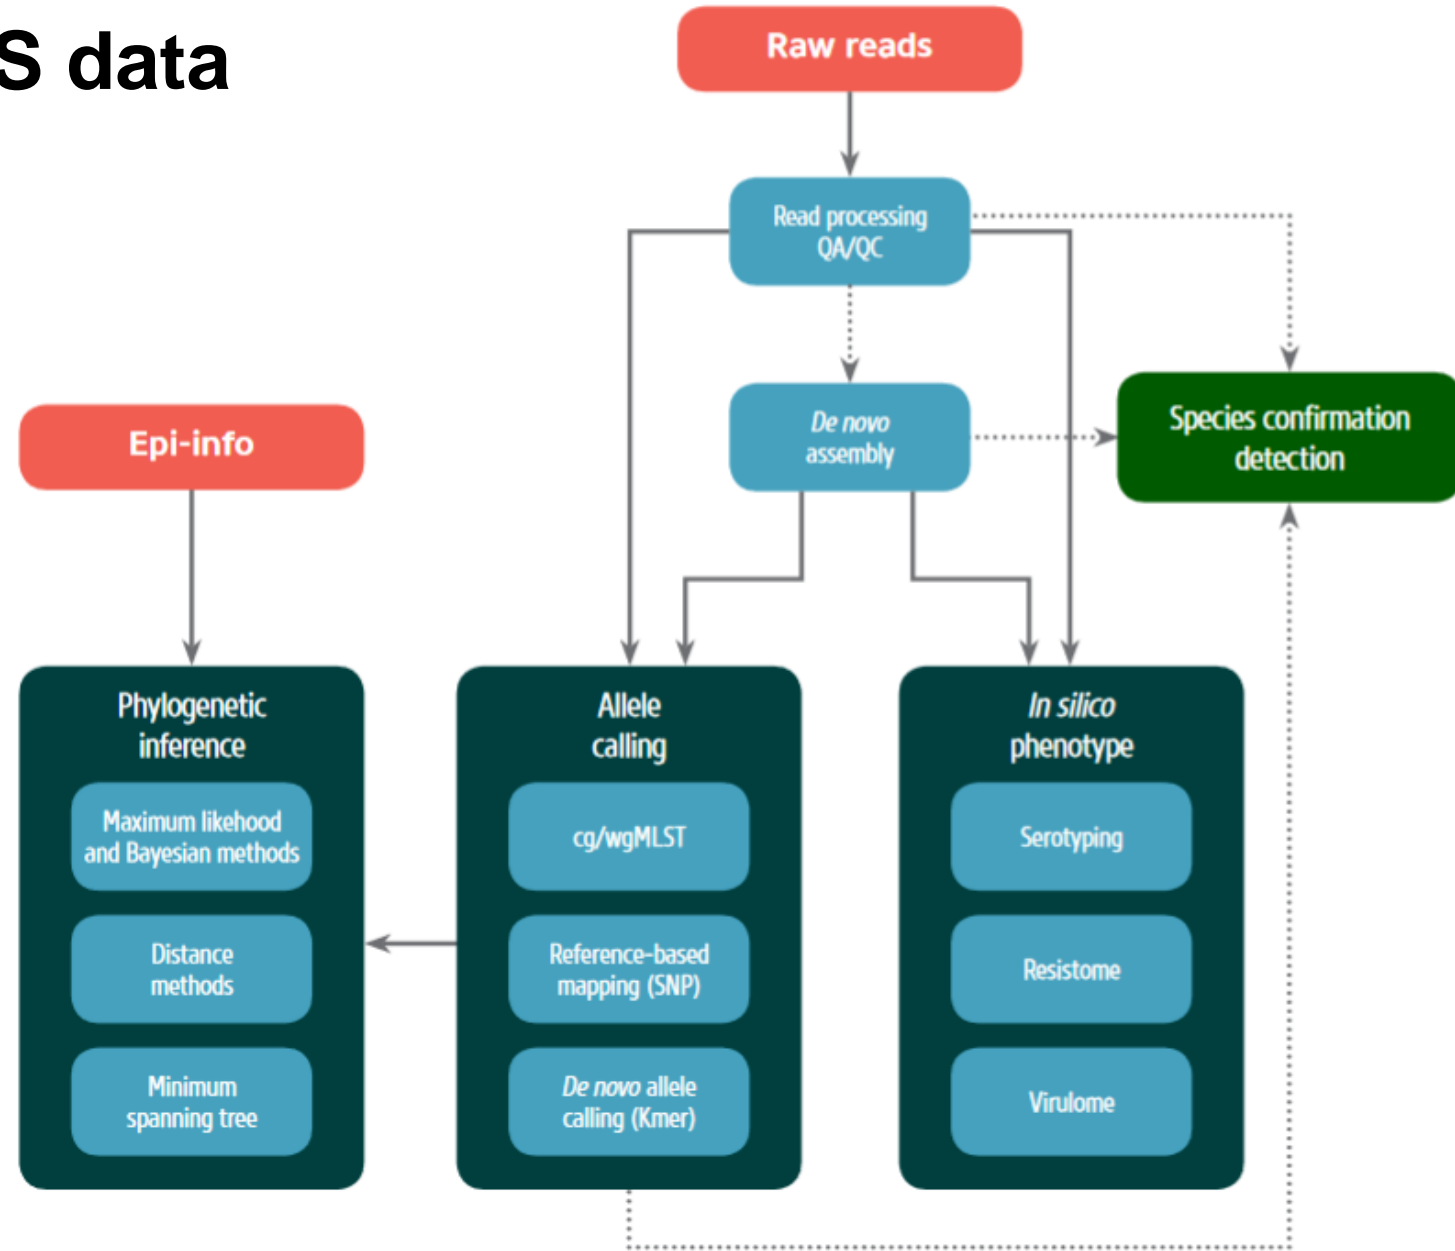 S data
Raw reads
Read processing
QA/QC
De novo
assembly
Species confirmation
detection
Epi-info
Phylogenetic
inference
Maximum likehood
and Bayesian methods
Distance
methods
Minimum
spanning tree
Allele
calling
cg/wgMLST
Reference-based
mapping (SNP)
De novo allele
calling (Kmer)
In silico
phenotype
Serotyping
Resistome
Virulome